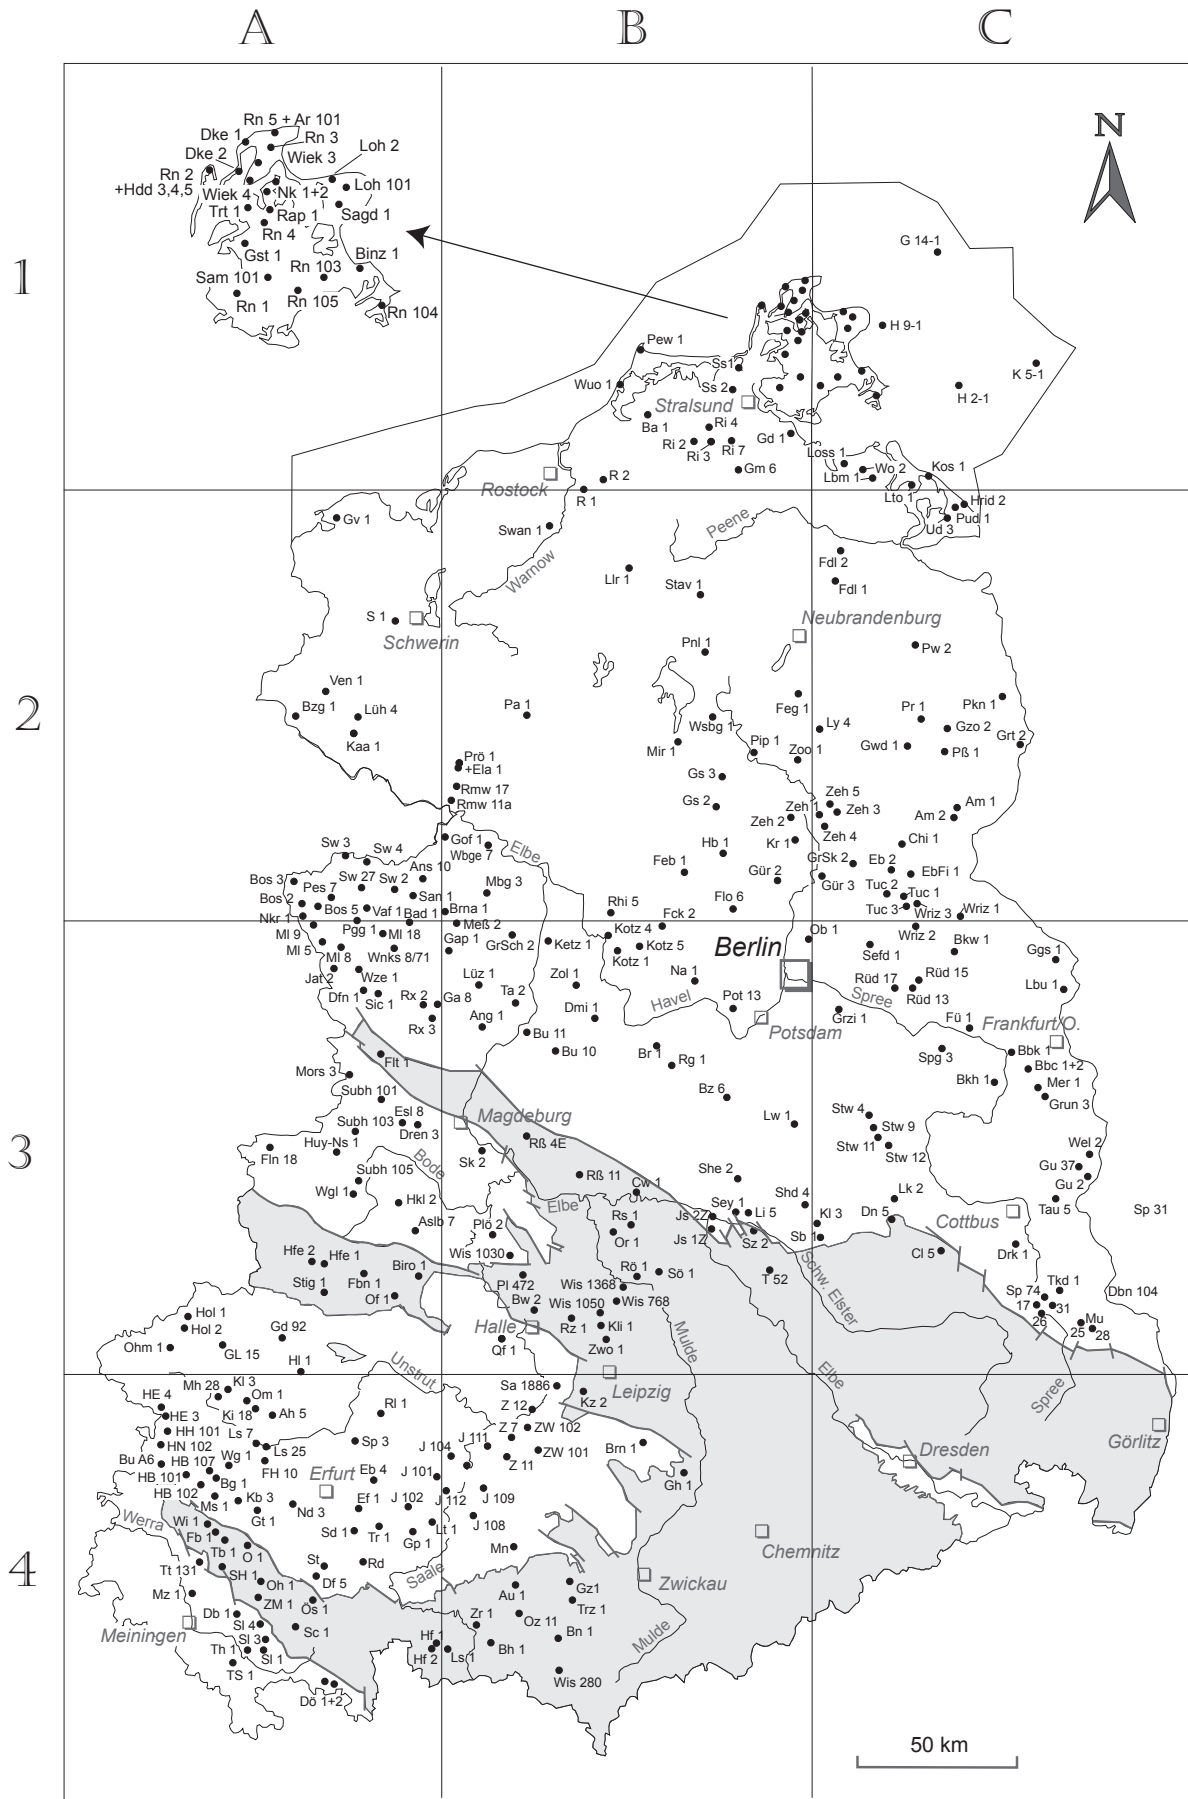 A B C
N
1
2
3
4
Rn 5 + Ar 101
Dke 1
Rn 3
Dke 2
Wiek 3
Loh 2
Rn 2
+Hdd 3,4,5
Wiek 4
Nk 1+2
Loh 101
Trt 1
Rap 1
Sagd 1
Rn 4
Gst 1
Binz 1
Sam 101
Rn 103
Rn 1
Rn 105
Rn 104
G 14-1
H 9-1
K 5-1
H 2-1
Pew 1
Ss1
Wuo 1
Ss 2
Stralsund
Ba 1
Ri 4
Ri 2
Ri 3
Ri 7
Gd 1
Gm 6
Loss 1
Wo 2
Kos 1
Lbm 1
Lto 1
Hrid 2
Pud 1
Ud 3
Rostock
R 2
R 1
Gv 1
Swan 1
Peene
Warnow
Llr 1
Stav 1
Fdl 2
Fdl 1
S 1
Schwerin
Neubrandenburg
Pnl 1
Pw 2
Ven 1
Bzg 1
Lüh 4
Kaa 1
Pa 1
Wsbg 1
Feg 1
Mir 1
Pip 1
Ly 4
Zoo 1
Pr 1
Pkn 1
Gzo 2
Gwd 1
Pß 1
Grt 2
Prö 1
+Ela 1
Rmw 17
Rmw 11a
Gs 3
Gs 2
Zeh 5
Zeh 1
Zeh 3
Zeh 2
Zeh 4
Am 1
Am 2
Kr 1
Chi 1
Gof 1
Wbge 7
Elbe
Hb 1
Feb 1
GrSk 2
Gür 2
Gür 3
Eb 2
EbFi 1
Tuc 2
Tuc 1
Tuc 3
Wriz 3
Wriz 1
Wriz 2
Sw 3
Sw 4
Sw 27
Sw 2
Ans 10
Bos 3
Pes 7
San 1
Mbg 3
Bos 2
Bos 5
Vaf 1
Bad 1
Brna 1
Nkr 1
Pgg 1
Meß 2
Ml 9
Ml 18
Gap 1
GrSch 2
Ml 5
Ml 8
Wnks 8/71
Jat 2
Wze 1
Dfn 1
Sic 1
Rx 2
Ga 8
Lüz 1
Ta 2
Rx 3
Ang 1
Rhi 5
Flo 6
Fck 2
Kotz 4
Kotz 5
Kotz 1
Ketz 1
Zol 1
Dmi 1
Na 1
Havel
Pot 13
Berlin
Ob 1
Potsdam
Sefd 1
Bkw 1
Ggs 1
Rüd 17
Rüd 15
Rüd 13
Lbu 1
Spree
Grzi 1
Fü 1
Frankfurt/O.
Bu 11
Bu 10
Br 1
Rg 1
Spg 3
Bbk 1
Bbc 1+2
Bkh 1
Mer 1
Grun 3
Flt 1
Mors 3
Subh 101
Bz 6
Lw 1
Stw 4
Stw 9
Stw 11
Stw 12
Esl 8
Subh 103
Dren 3
Magdeburg
Huy-Ns 1
Fln 18
Bode
Sk 2
Rß 4E
Subh 105
Wgl 1
Hkl 2
Aslb 7
Rß 11
Cw 1
She 2
Shd 4
Wel 2
Gu 37
Gu 2
Tau 5
Sp 31
Lk 2
Dn 5
Cottbus
Elbe
Rs 1
Or 1
Js 2Z
Js 1Z
Sey 1
Li 5
Sz 2
Kl 3
Sb 1
Cl 5
Drk 1
Plö 2
Wis 1030
Hfe 2
Hfe 1
Stig 1
Fbn 1
Of 1
Biro 1
Pl 472
Wis 1368
Rö 1
Sö 1
T 52
Schw. Elster
Bw 2
Wis 1050
Wis 768
Rz 1
Kli 1
Zwo 1
Mulde
Halle
Qf 1
Tkd 1
Sp 74
17
31
26
25
Mu
28
Dbn 104
Hol 1
Hol 2
Ohm 1
GL 15
Gd 92
Hl 1
Unstrut
Leipzig
Elbe
Spree
Kl 3
Mh 28
HE 4
HE 3
Om 1
Ki 18
Ah 5
HH 101
Ls 7
HN 102
Ls 25
Bu A6
HB 107
Wg 1
HB 101
Bg 1
FH 10
HB 102
Ms 1
Kb 3
Gt 1
Rl 1
Sp 3
Sa 1886
Kz 2
Z 12
Z 7
ZW 102
ZW 101
Z 11
Brn 1
Gh 1
J 111
J 104
J 101
J 112
J 109
J 102
J 108
Erfurt
Eb 4
Nd 3
Ef 1
Sd 1
Tr 1
Gp 1
Lt 1
Mn
Dresden
Görlitz
Werra
Wi 1
Fb 1
Tb 1
O 1
Tt 131
SH 1
Oh 1
St
Df 5
Rd
Saale
Mz 1
ZM 1
Ös 1
Db 1
Sl 4
Sc 1
Meiningen
Sl 3
Th 1
Sl 1
TS 1
Dö 1+2
Au 1
Gz1
Trz 1
Oz 11
Zr 1
Bn 1
Bh 1
Hf 1
Hf 2
Ls 1
Wis 280
Mulde
Zwickau
Chemnitz
50 km